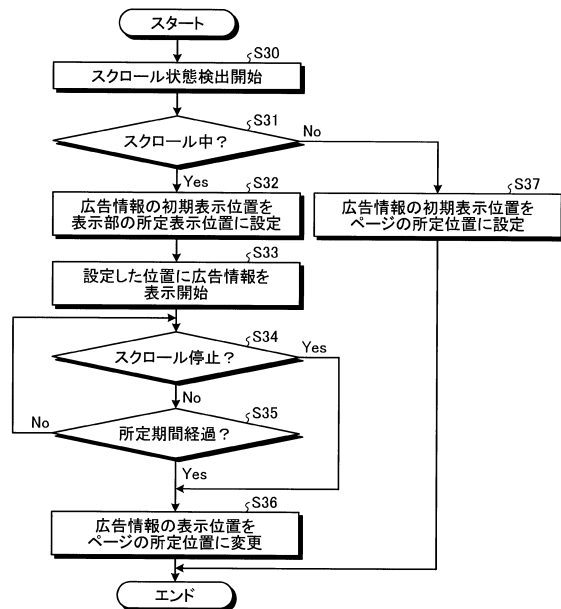 スタート
S30
スクロール状態検出開始
S31
スクロール中?
No
Yes
S32
広告情報の初期表示位置を
表示部の所定表示位置に設定
S37
広告情報の初期表示位置を
ページの所定位置に設定
S33
設定した位置に広告情報を
表示開始
S34
スクロール停止?
Yes
No
S35
所定期間経過?
No
Yes
S36
広告情報の表示位置を
ページの所定位置に変更
エンド